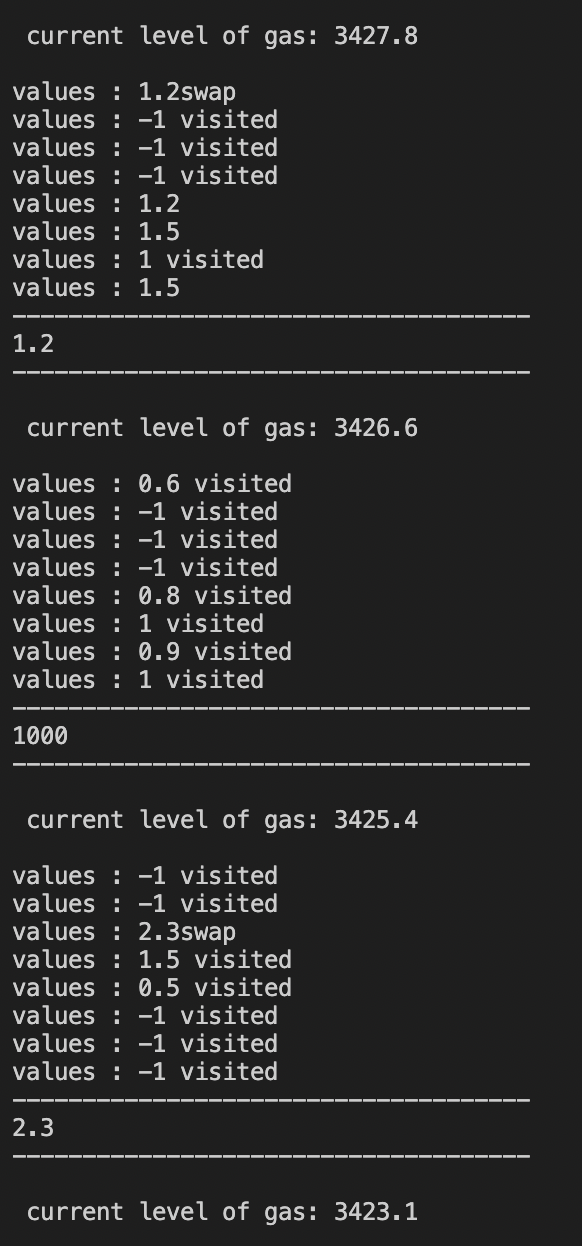 current level of gas: 3427.8
values : 1.2swap
values : -1 visited
values : -1 visited
values : -1 visited
values : 1.2
values : 1.5
values : 1 visited
values : 1.5
-------------------------------------
1.2
-------------------------------------
current level of gas: 3426.6
values : 0.6 visited
values : -1 visited
values : -1 visited
values : -1 visited
values : 0.8 visited
values : 1 visited
values : 0.9 visited
values : 1 visited
-------------------------------------
1000
-------------------------------------
current level of gas: 3425.4
values : -1 visited
values : -1 visited
values : 2.3swap
values : 1.5 visited
values : 0.5 visited
values : -1 visited
values : -1 visited
values : -1 visited
-------------------------------------
2.3
-------------------------------------
current level of gas: 3423.1